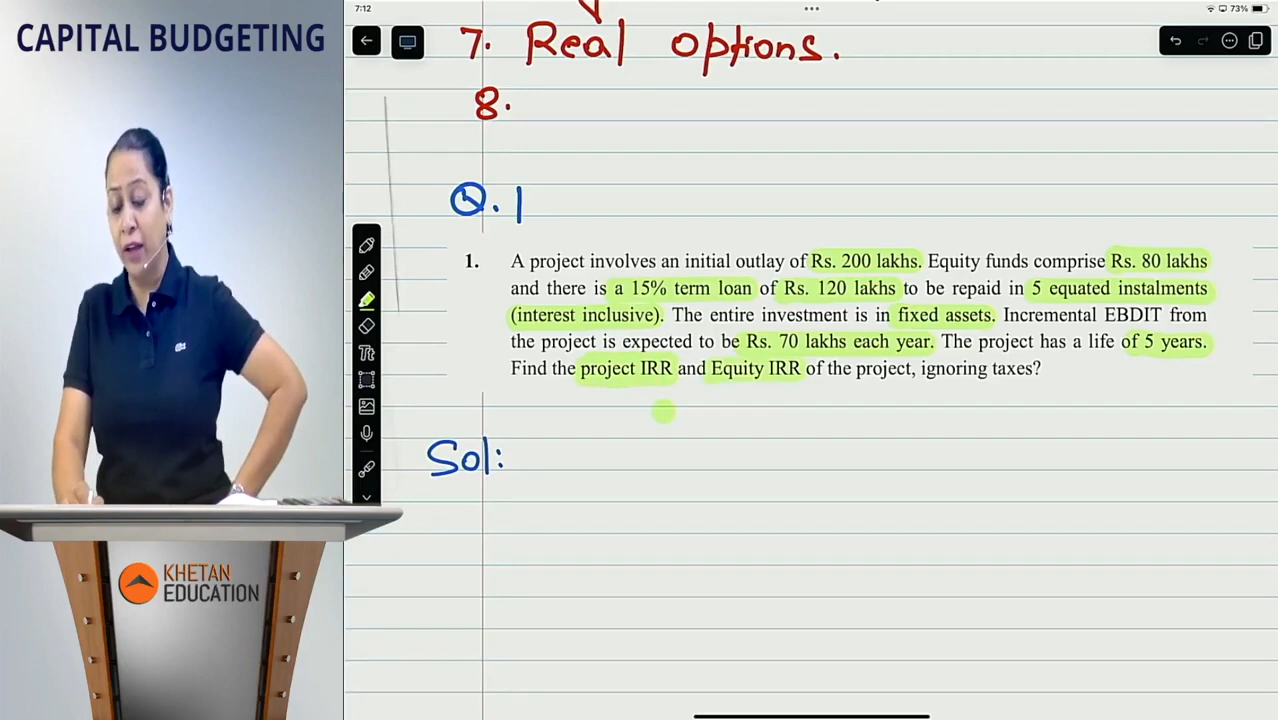 CAPITAL BUDGETING
7:12
73%
7. Real options.
8.
Q. 1
1. A project involves an initial outlay of Rs. 200 lakhs. Equity funds comprise Rs. 80 lakhs
and there is a 15% term loan of Rs. 120 lakhs to be repaid in 5 equated instalments
(interest inclusive). The entire investment is in fixed assets. Incremental EBDIT from
the project is expected to be Rs. 70 lakhs each year. The project has a life of 5 years.
Find the project IRR and Equity IRR of the project, ignoring taxes?
Tt
Sol:
KHETAN
EDUCATION